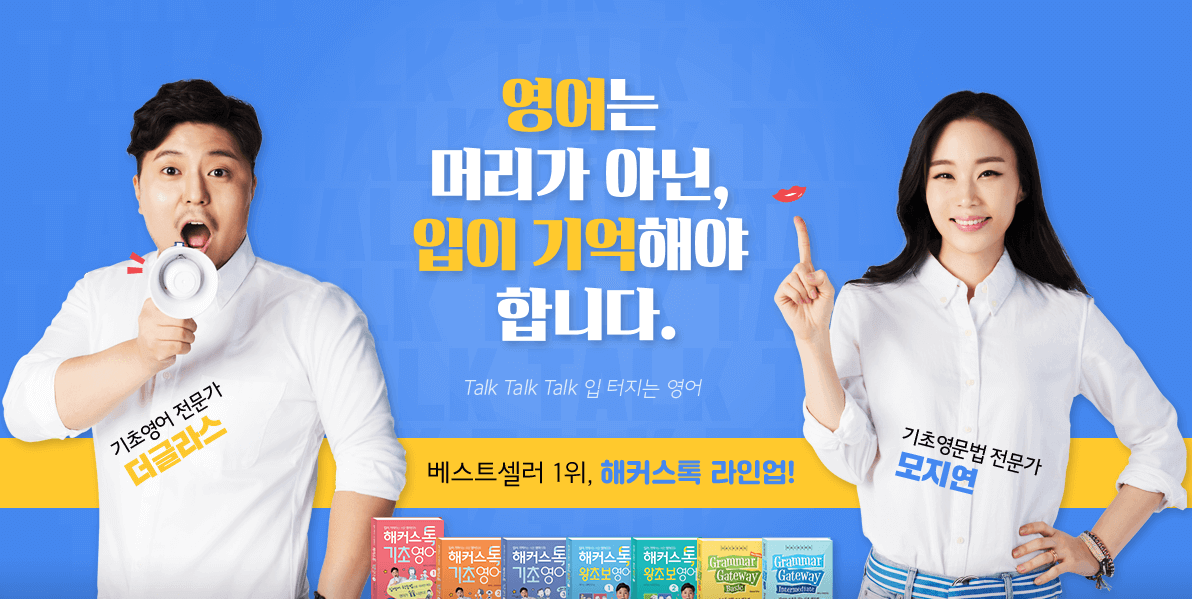 영어는
머리가 아닌,
입이 기억해야
합니다.
Talk Talk Talk 입 터지는 영어
기초영어 전문가
더글라스
기초영문법 전문가
모지연
베스트셀러 1위, 해커스톡 라인업!
해커스톡
기초영어
1
해커스톡
기초영어
2
해커스톡
기초영어
3
해커스톡
왕초보영어
1
해커스톡
왕초보영어
2
Grammar
Gateway
Basic
Grammar
Gateway
Intermediate